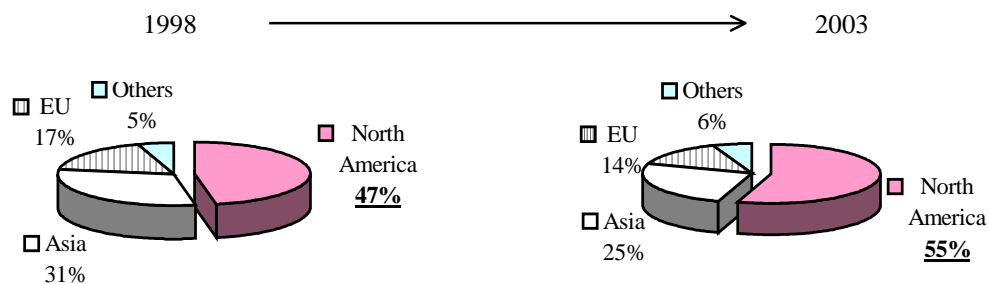 1998
2003
Others
5%
EU
17%
North
America
47%
Asia
31%
Others
6%
EU
14%
North
America
55%
Asia
25%